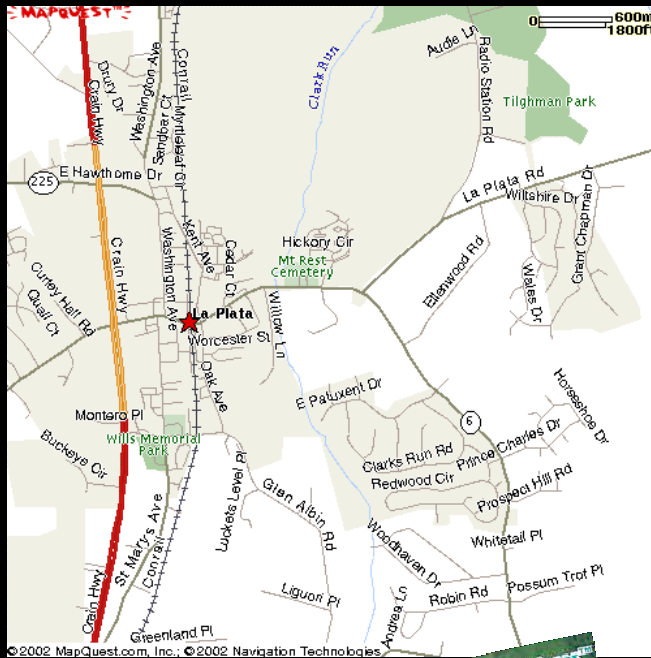 MAPQUEST™
0 600m
1800ft
Audie Ln
Radio Station Rd
Clark Run
Tilghman Park
Drury Dr
Washington Ave
Conrail
Crain Hwy
Sandbar Ct
Myrtleleaf Cir
E Hawthorne Dr
225
La Plata Rd
Wiltshire Dr
Grant Chapman Dr
Kent Ave
Cedar Ct
Hickory Cir
Mt Rest
Cemetery
Ellenwood Rd
Wales Dr
Crain Hwy
Washington Ave
Curley Hall Rd
Quail Ct
La Plata
Willow Ln
Worcester St
Oak Ave
E Patuxent Dr
Horseshoe Dr
Montero Pl
6
Wills Memorial
Park
Buckeye Cir
Prince Charles Dr
Clarks Run Rd
Redwood Cir
Prospect Hill Rd
Luckets Level Pl
Glen Albin Rd
St Marys Ave
Woodhaven Dr
Whitetail Pl
Conrail
Liguori Pl
Possum Trot Pl
Robin Rd
Andrea Ln
Crain Hwy
Greenland Pl
© 2002 MapQuest.com, Inc.; © 2002 Navigation Technologies